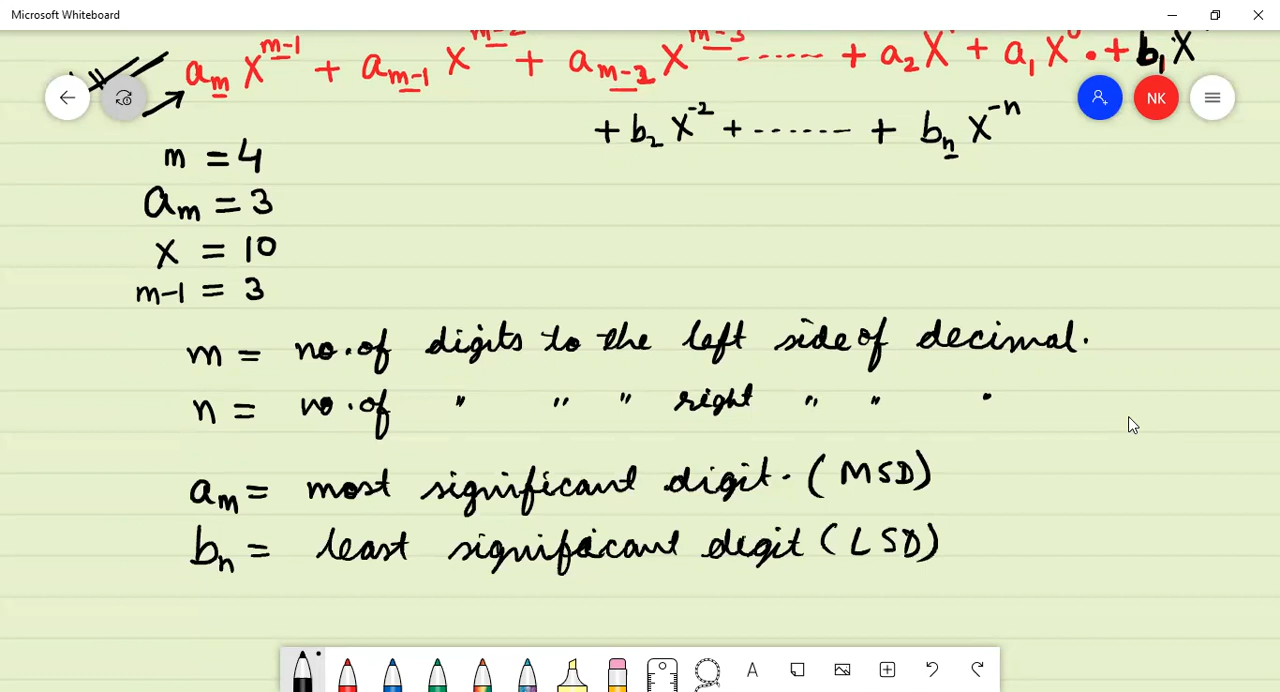 Microsoft Whiteboard
a_m X^{m-1} + a_{m-1} X^{m-2} + a_{m-2} X^{m-3} ------ + a_2 X^1 + a_1 X^0 . + b_1 X
NK
+ b_2 X^{-2} + ------ + b_n X^{-n}
m = 4
a_m = 3
X = 10
m-1 = 3
m = no. of digits to the left side of decimal.
n = no. of " " " right " " "
a_m = most significant digit. (MSD)
b_n = least significant digit (LSD)
A